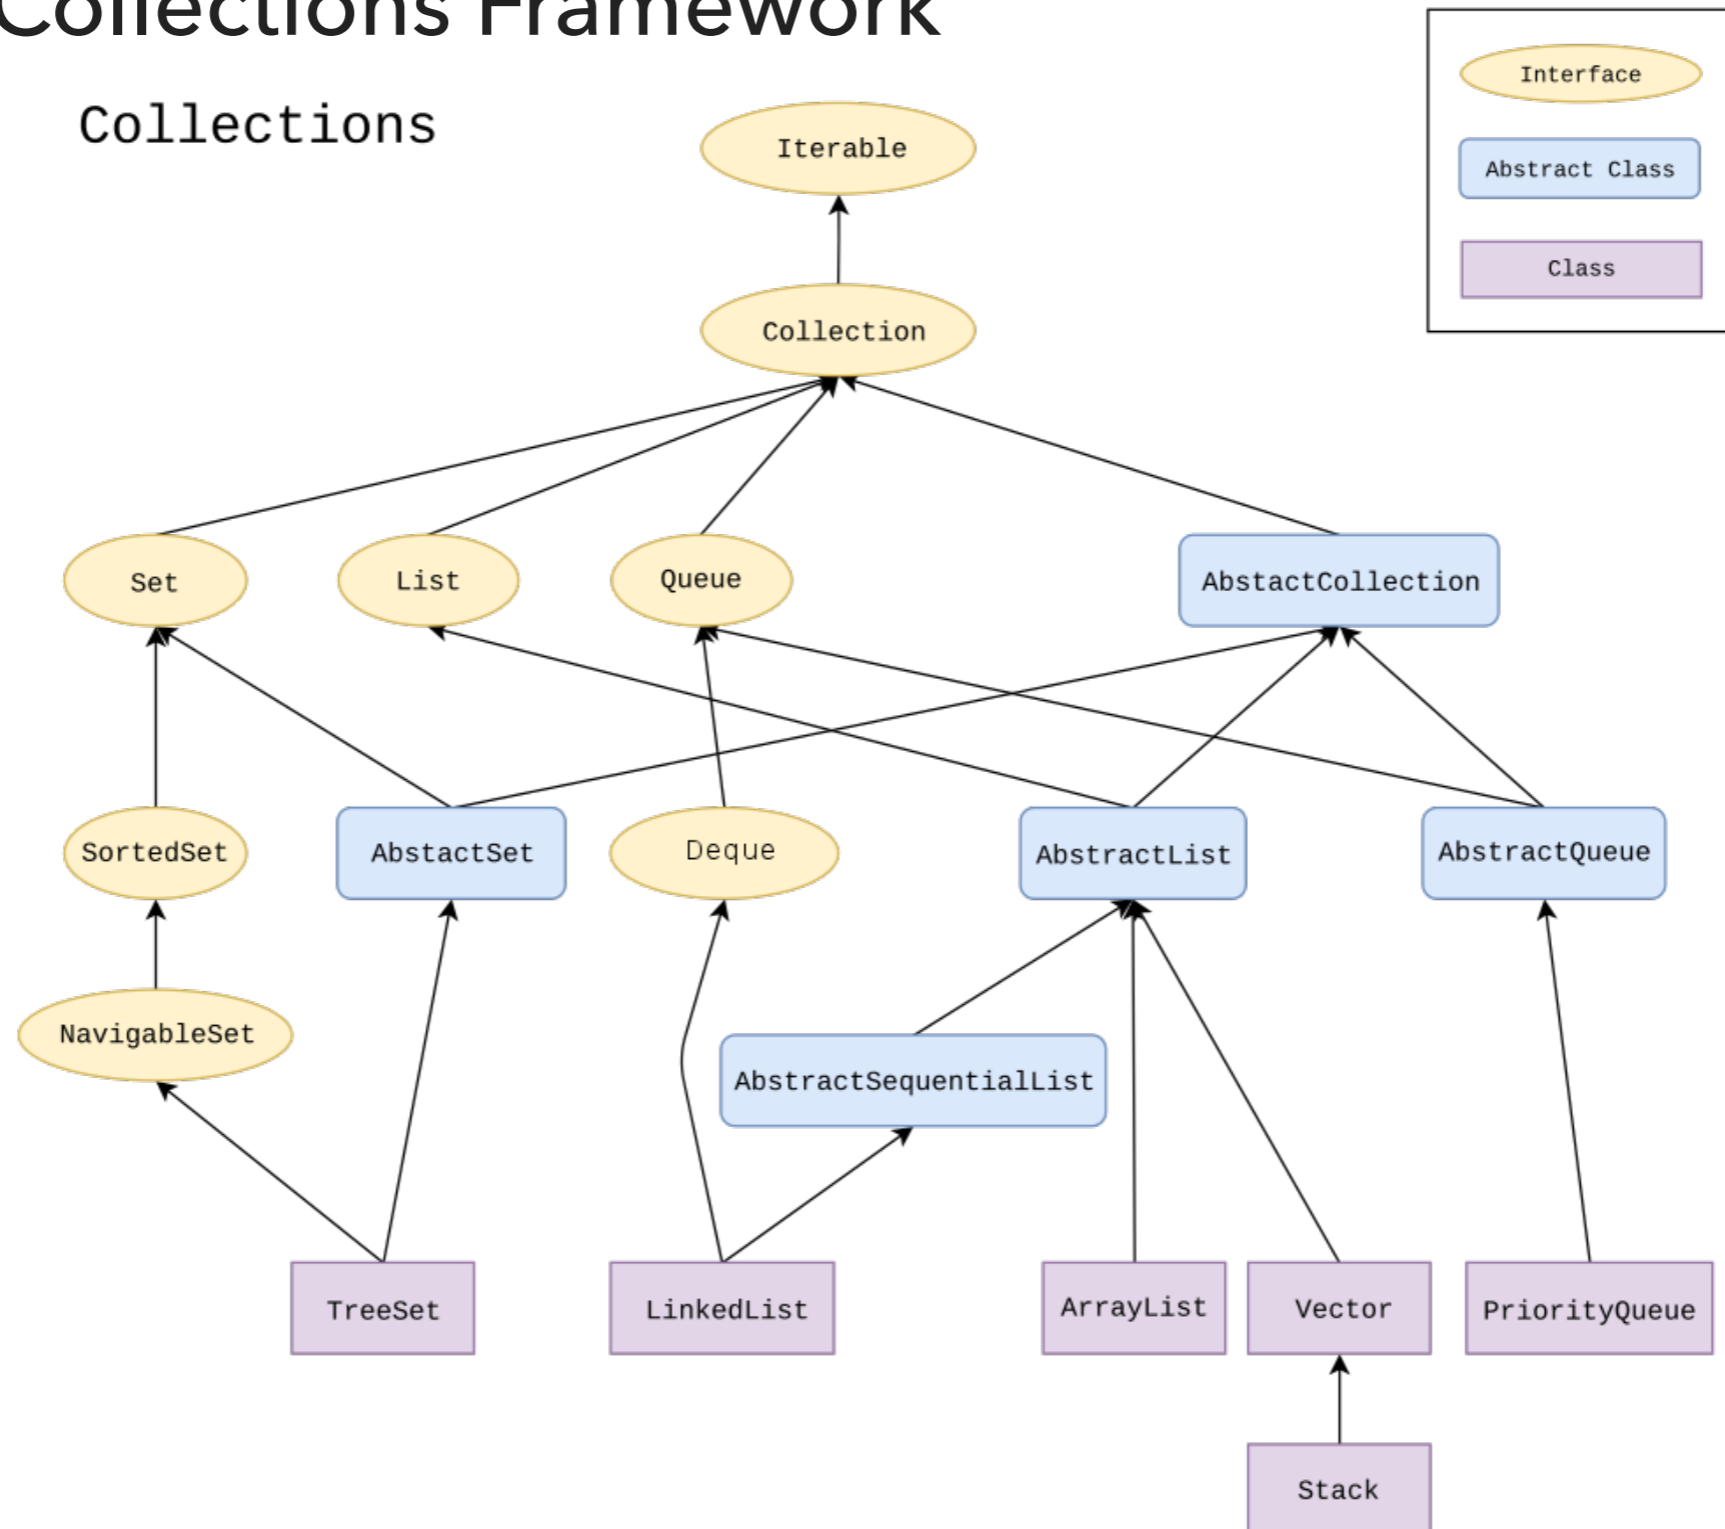 Collections Framework
Interface
Collections
Iterable
Abstract Class
Class
Collection
Set
List
Queue
AbstactCollection
SortedSet
AbstactSet
Deque
AbstractList
AbstractQueue
NavigableSet
AbstractSequentialList
TreeSet
LinkedList
ArrayList
Vector
PriorityQueue
Stack